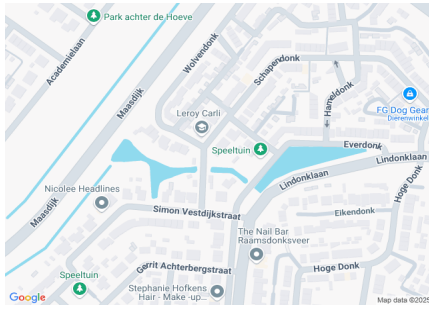 Park achter de Hoeve
Academielaan
Maasdijk
Wolvendonk
Schapendonk
Hameldonk
Leroy Carli
FG Dog Gear
Dierenwinkel
Speeltuin
Everdonk
Lindonklaan
Lindonklaan
Hoge Donk
Nicolee Headlines
Maasdijk
Simon Vestdijkstraat
Eikendonk
The Nail Bar
Raamsdonksveer
Gerrit Achterbergstraat
Hoge Donk
Speeltuin
Stephanie Hofkens
Hair - Make -up...
Google
Map data ©2025